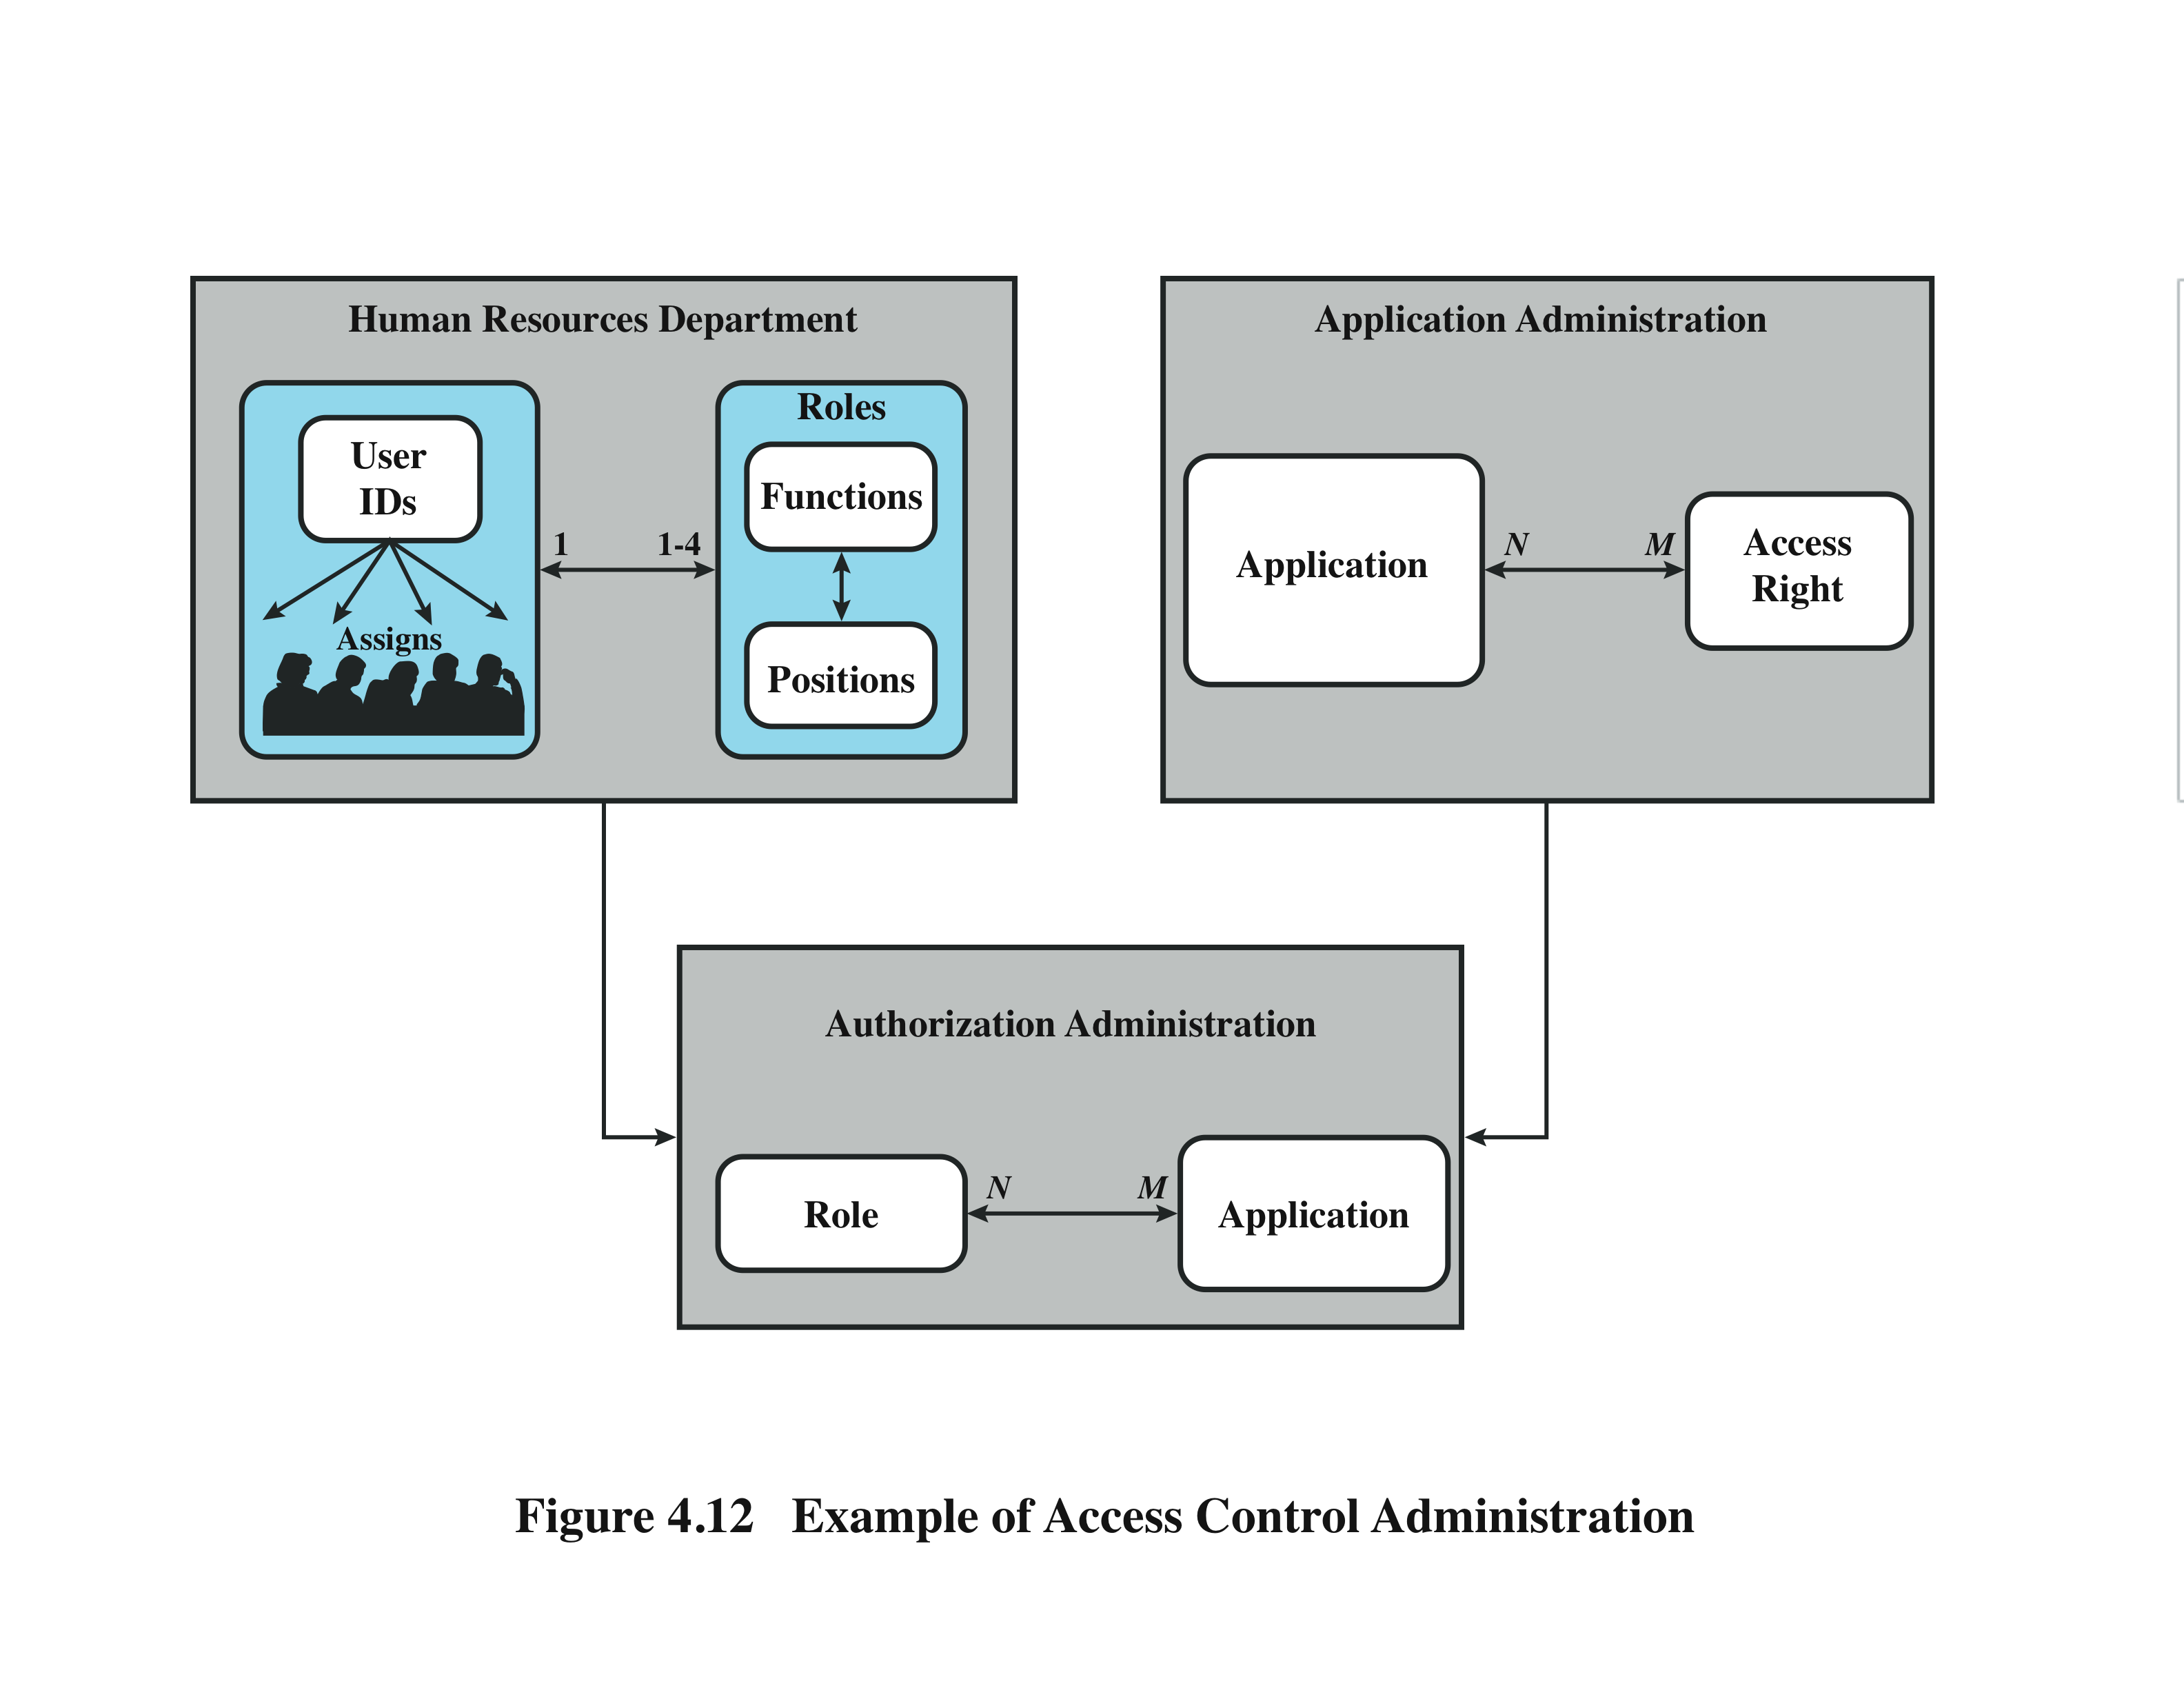 Human Resources Department
User
IDs
Assigns
1
1-4
Roles
Functions
Positions
Application Administration
Application
N
M
Access
Right
Authorization Administration
Role
N
M
Application
Figure 4.12 Example of Access Control Administration